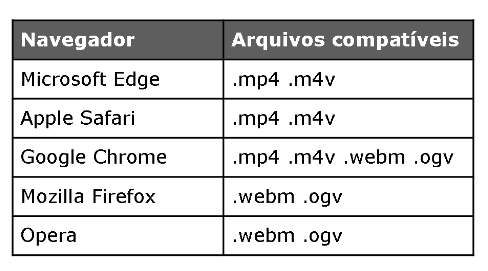 Navegador Arquivos compatíveis
Microsoft Edge .mp4 .m4v
Apple Safari .mp4 .m4v
Google Chrome .mp4 .m4v .webm .ogv
Mozilla Firefox .webm .ogv
Opera .webm .ogv